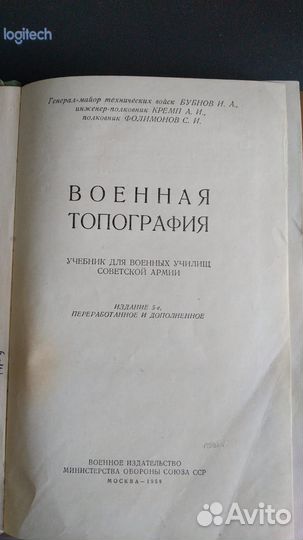 logitech
Генерал-майор технических войск БУБНОВ И. А.,
инженер-полковник КРЕМП А. И.,
полковник ФОЛИМОНОВ С. И.
ВОЕННАЯ
ТОПОГРАФИЯ
УЧЕБНИК ДЛЯ ВОЕННЫХ УЧИЛИЩ
СОВЕТСКОЙ АРМИИ
ИЗДАНИЕ 5-е,
ПЕРЕРАБОТАННОЕ И ДОПОЛНЕННОЕ
ВОЕННОЕ ИЗДАТЕЛЬСТВО
МИНИСТЕРСТВА ОБОРОНЫ СОЮЗА ССР
МОСКВА — 1958
Avito